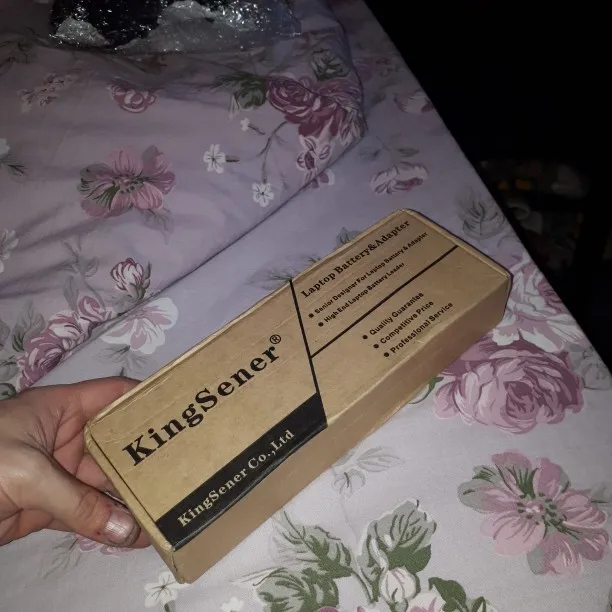 KingSener®
KingSener Co.,Ltd
Laptop Battery&Adapter
● Senior Designer For Laptop Battery & Adapter
● High End Laptop Battery Leader
● Quality Guarantee
● Competitive Price
● Professional Service